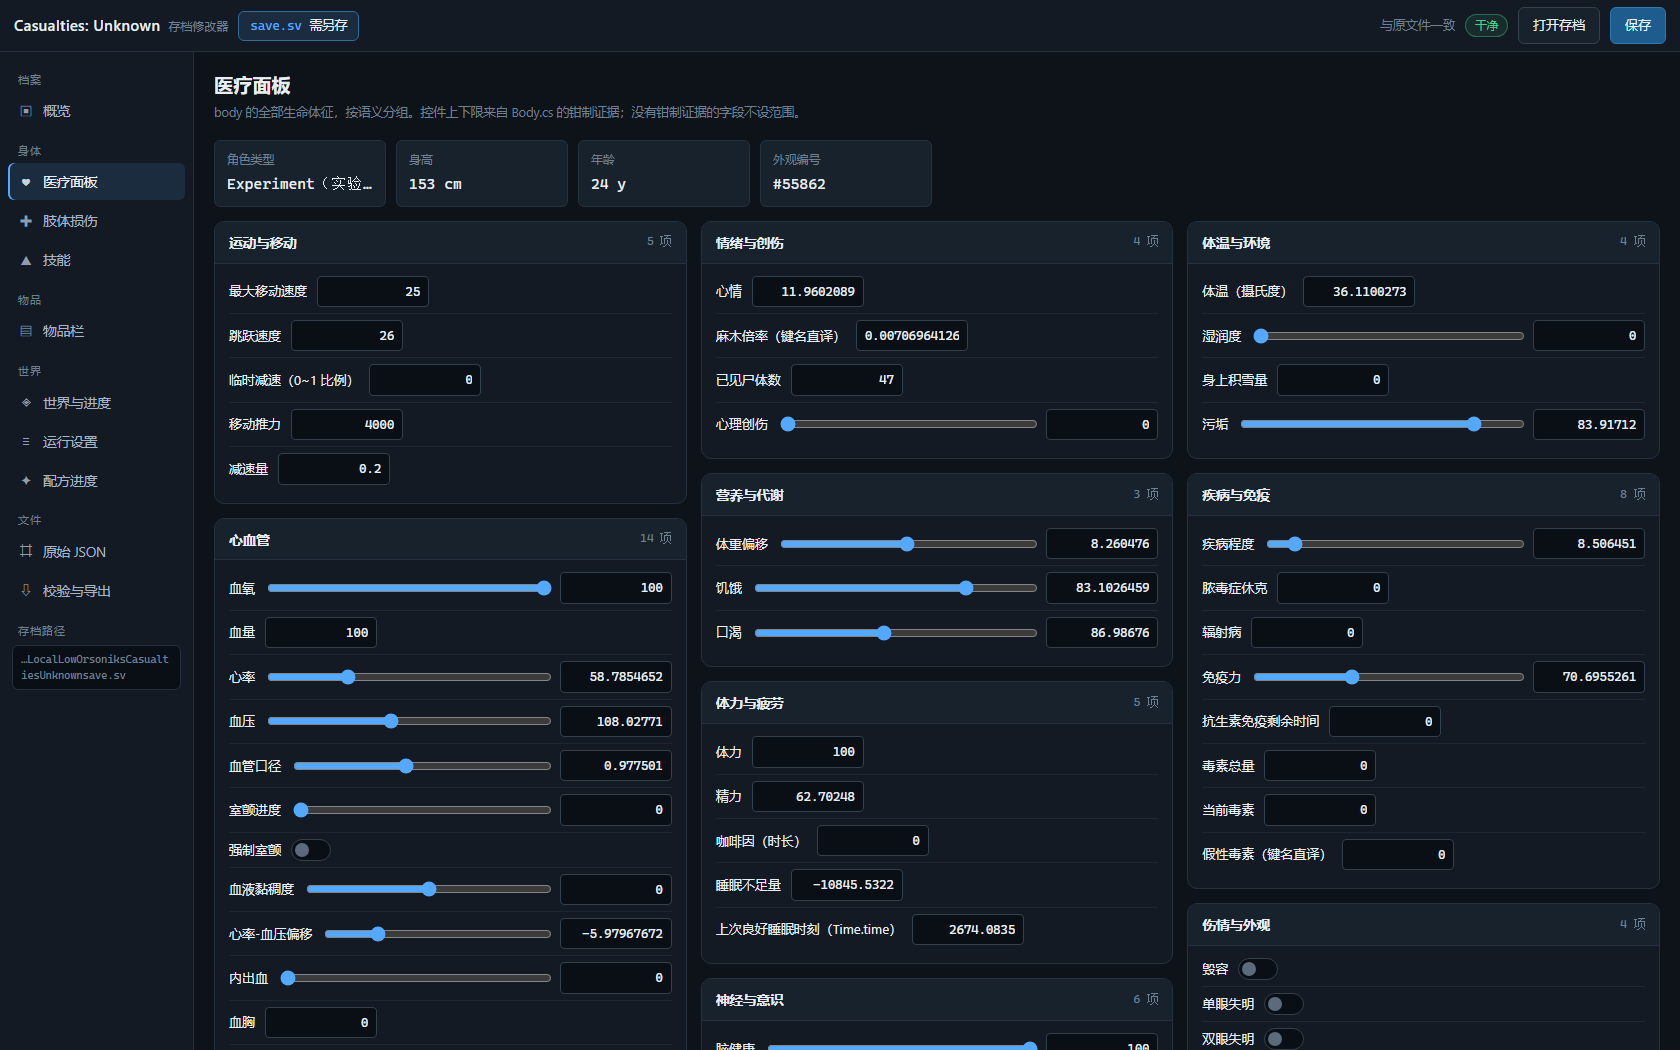 Casualties: Unknown 存档修改器 save.sv 需另存 与原文件一致 干净 打开存档 保存
档案
概览
身体
医疗面板
肢体损伤
技能
物品
物品栏
世界
世界与进度
运行设置
配方进度
文件
原始 JSON
校验与导出
存档路径
…LocalLowOrsoniksCasualt
iesUnknownsave.sv
医疗面板
body 的全部生命体征，按语义分组。控件上下限来自 Body.cs 的钳制证据；没有钳制证据的字段不设范围。
角色类型
Experiment（实验…
身高
153 cm
年龄
24 y
外观编号
#55862
运动与移动 5 项
最大移动速度 25
跳跃速度 26
临时减速（0~1 比例） 0
移动推力 4000
减速量 0.2
心血管 14 项
血氧 100
血量 100
心率 58.7854652
血压 108.02771
血管口径 0.977501
室颤进度 0
强制室颤
血液黏稠度 0
心率-血压偏移 -5.97967672
内出血 0
血胸 0
情绪与创伤 4 项
心情 11.9602089
麻木倍率（键名直译） 0.00706964126
已见尸体数 47
心理创伤 0
营养与代谢 3 项
体重偏移 8.260476
饥饿 83.1026459
口渴 86.98676
体力与疲劳 5 项
体力 100
精力 62.70248
咖啡因（时长） 0
睡眠不足量 -10845.5322
上次良好睡眠时刻（Time.time） 2674.0835
神经与意识 6 项
脑健康 100
体温与环境 4 项
体温（摄氏度） 36.1100273
湿润度 0
身上积雪量 0
污垢 83.91712
疾病与免疫 8 项
疾病程度 8.506451
脓毒症休克 0
辐射病 0
免疫力 70.6955261
抗生素免疫剩余时间 0
毒素总量 0
当前毒素 0
假性毒素（键名直译） 0
伤情与外观 4 项
毁容
单眼失明
双眼失明